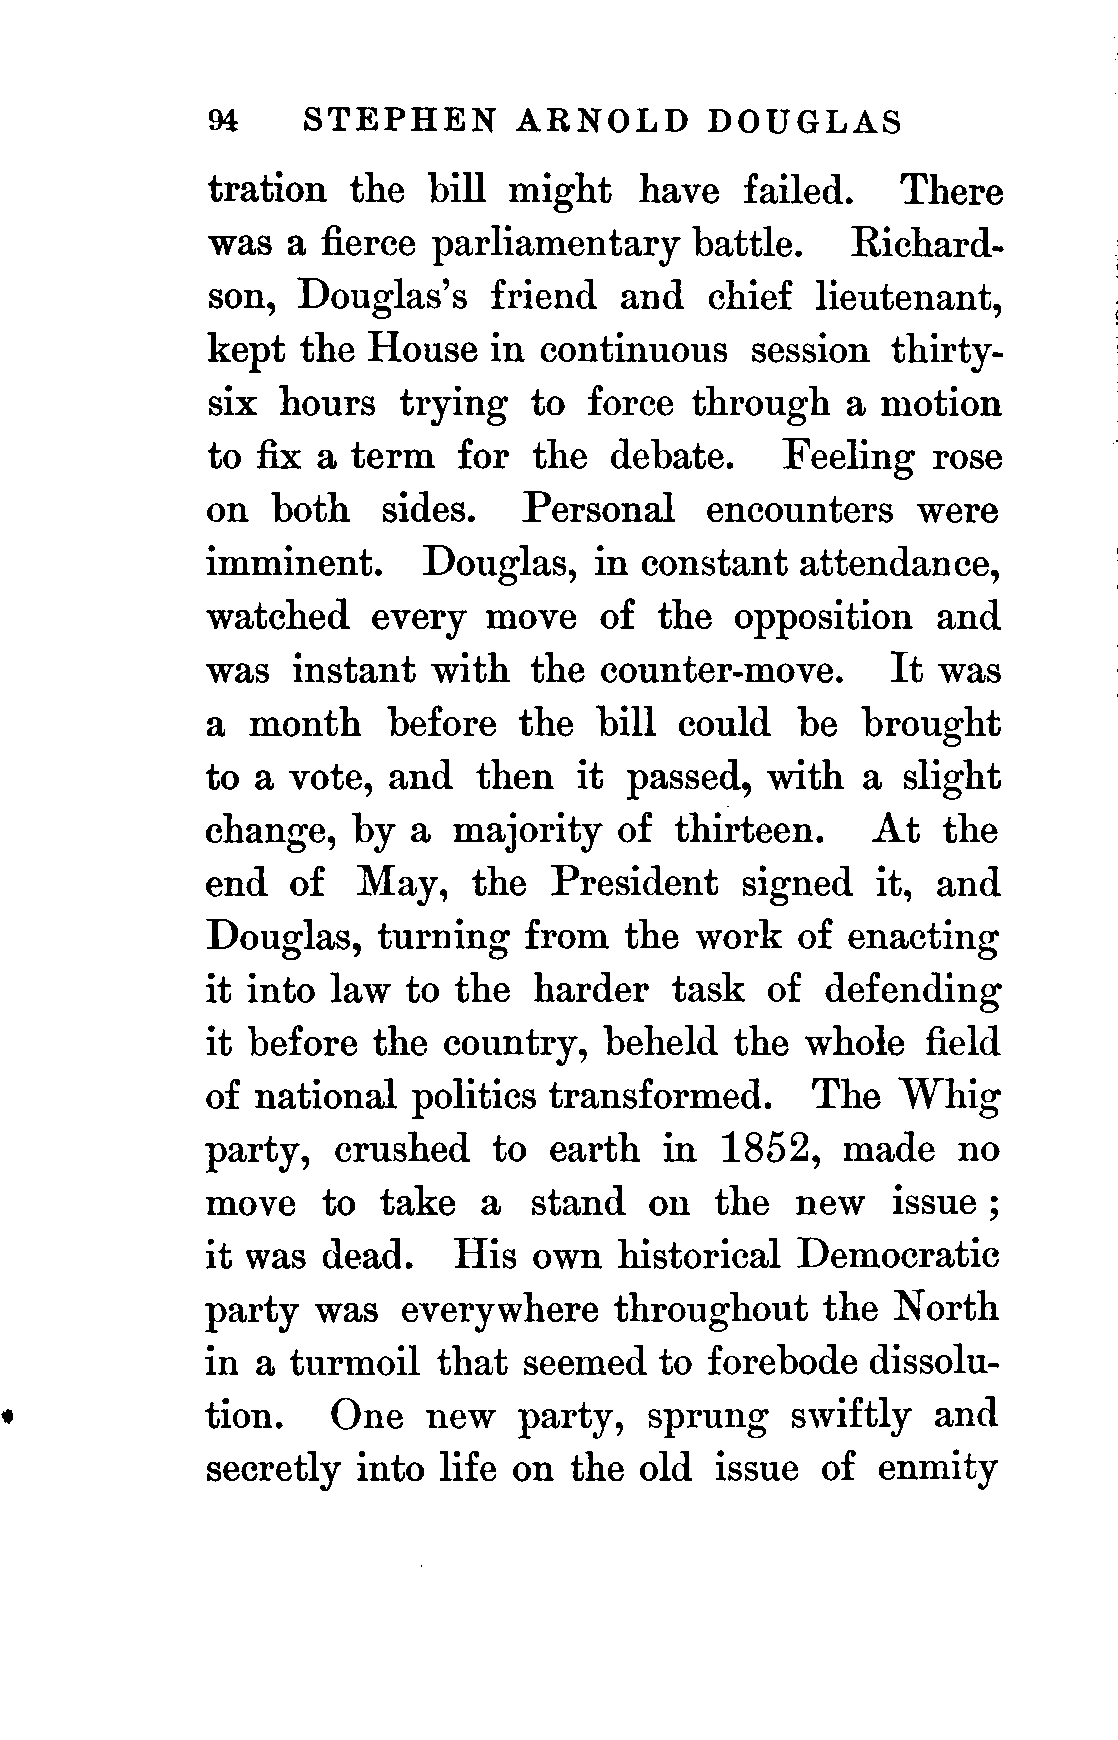 94 STEPHEN ARNOLD DOUGLAS
tration the bill might have failed. There
was a fierce parliamentary battle. Richard-
son, Douglas's friend and chief lieutenant,
kept the House in continuous session thirty-
six hours trying to force through a motion
to fix a term for the debate. Feeling rose
on both sides. Personal encounters were
imminent. Douglas, in constant attendance,
watched every move of the opposition and
was instant with the counter-move. It was
a month before the bill could be brought
to a vote, and then it passed, with a slight
change, by a majority of thirteen. At the
end of May, the President signed it, and
Douglas, turning from the work of enacting
it into law to the harder task of defending
it before the country, beheld the whole field
of national politics transformed. The Whig
party, crushed to earth in 1852, made no
move to take a stand on the new issue ;
it was dead. His own historical Democratic
party was everywhere throughout the North
in a turmoil that seemed to forebode dissolu-
tion. One new party, sprung swiftly and
secretly into life on the old issue of enmity